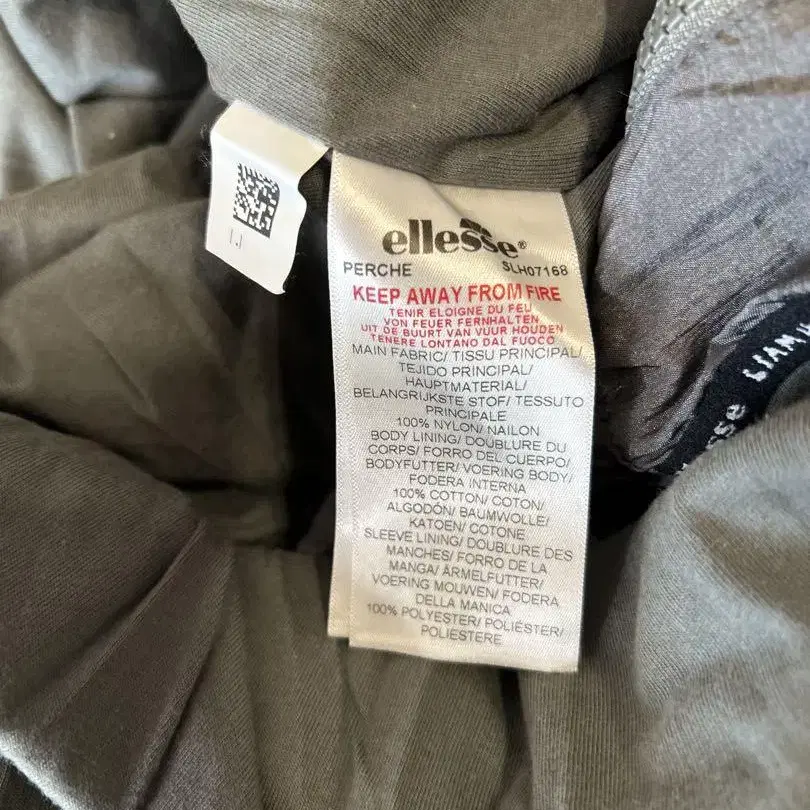 ellesse®
PERCHE SLH07168
KEEP AWAY FROM FIRE
TENIR ELOIGNE DU FEU
VON FEUER FERNHALTEN
UIT DE BUURT VAN VUUR HOUDEN
TENERE LONTANO DAL FUOCO
MAIN FABRIC/ TISSU PRINCIPAL/
TEJIDO PRINCIPAL/
HAUPTMATERIAL/
BELANGRIJKSTE STOF/ TESSUTO
PRINCIPALE
100% NYLON/ NAILON
BODY LINING/ DOUBLURE DU
CORPS/ FORRO DEL CUERPO/
BODYFUTTER/ VOERING BODY/
FODERA INTERNA
100% COTTON/ COTON/
ALGODÓN/ BAUMWOLLE/
KATOEN/ COTONE
SLEEVE LINING/ DOUBLURE DES
MANCHES/ FORRO DE LA
MANGA/ ÄRMELFUTTER/
VOERING MOUWEN/ FODERA
DELLA MANICA
100% POLYESTER/ POLIÉSTER/
POLIESTERE